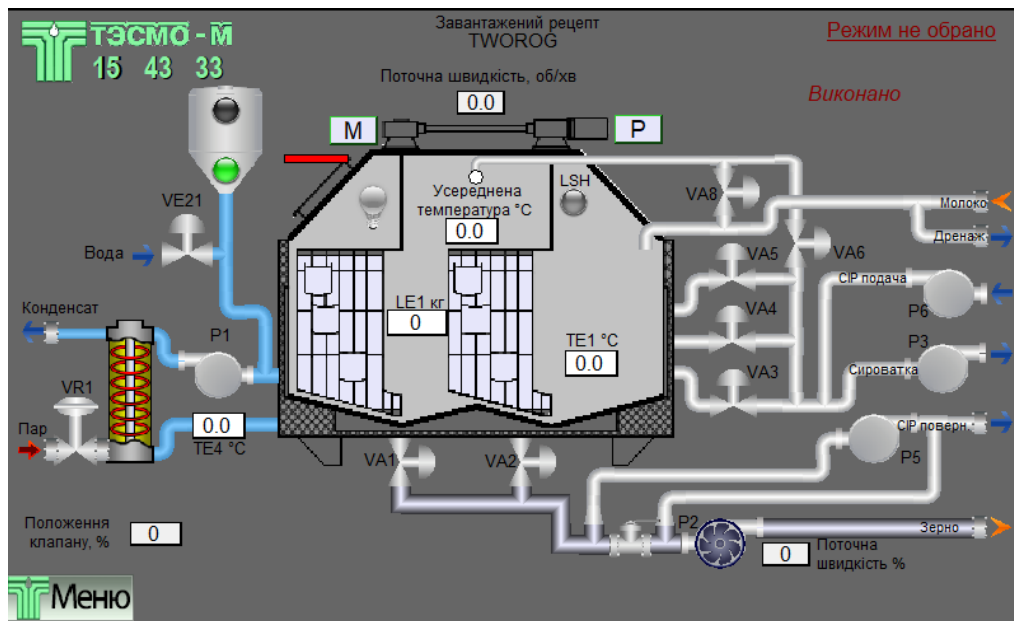 ТЭСМО - М
15 43 33
Завантажений рецепт
TWOROG
Режим не обрано
Поточна швидкість, об/хв
0.0
Виконано
M
P
LSH
Усереднена
температура °C
0.0
VE21
Вода
VA8
Молоко
Дренаж
VA5
VA6
CIP подача
P6
Конденсат
P1
LE1 кг
0
VA4
TE1 °C
0.0
P3
Сироватка
VR1
VA3
Пар
0.0
TE4 °C
CIP поверн.
P5
VA1
VA2
Положення
клапану, %
0
P2
Зерно
0
Поточна
швидкість %
Меню